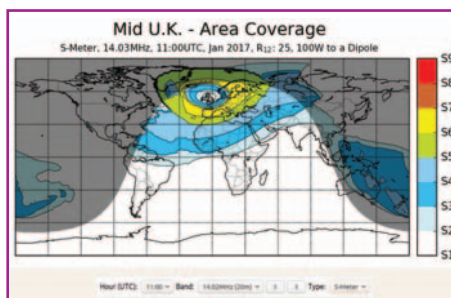 Mid U.K. - Area Coverage
S-Meter, 14.03MHz, 11:00UTC, Jan 2017, R12: 25, 100W to a Dipole
S9
S8
S7
S6
S5
S4
S3
S2
S1
Hour (UTC): 11:00 Band: 14.02MHz (20m) Type: S-Meter